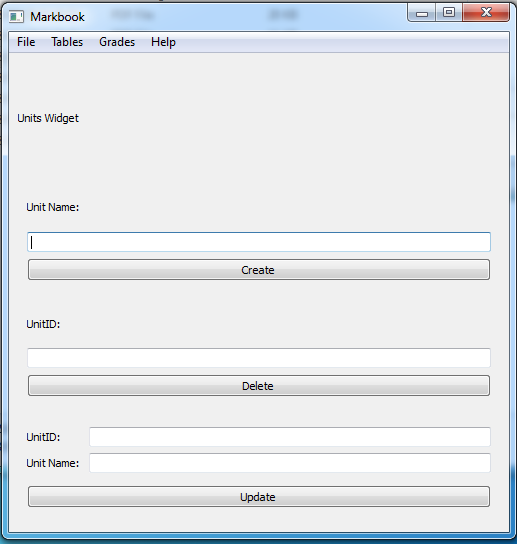 Markbook
File Tables Grades Help
Units Widget
Unit Name:
Create
UnitID:
Delete
UnitID:
Unit Name:
Update